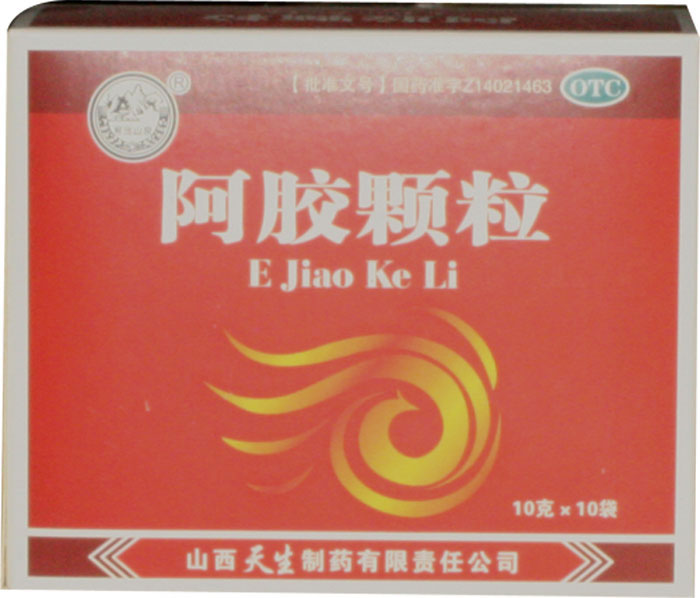 【批准文号】国药准字Z14021463
OTC
®
阿胶颗粒
E Jiao Ke Li
10克 x 10袋
山西天生制药有限责任公司